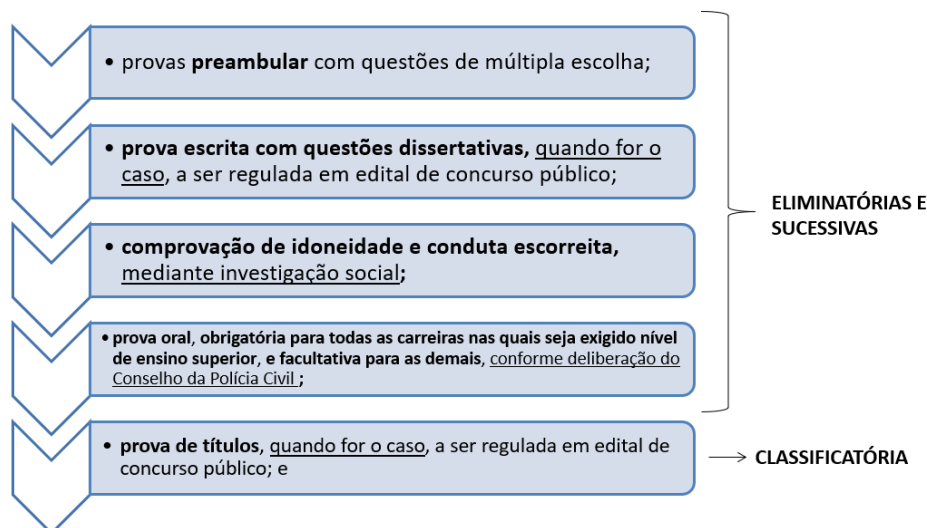 • provas preambular com questões de múltipla escolha;
• prova escrita com questões dissertativas, quando for o
caso, a ser regulada em edital de concurso público;
• comprovação de idoneidade e conduta escorreita,
mediante investigação social;
• prova oral, obrigatória para todas as carreiras nas quais seja exigido nível
de ensino superior, e facultativa para as demais, conforme deliberação do
Conselho da Polícia Civil ;
ELIMINATÓRIAS E
SUCESSIVAS
• prova de títulos, quando for o caso, a ser regulada em edital de
concurso público; e
CLASSIFICATÓRIA